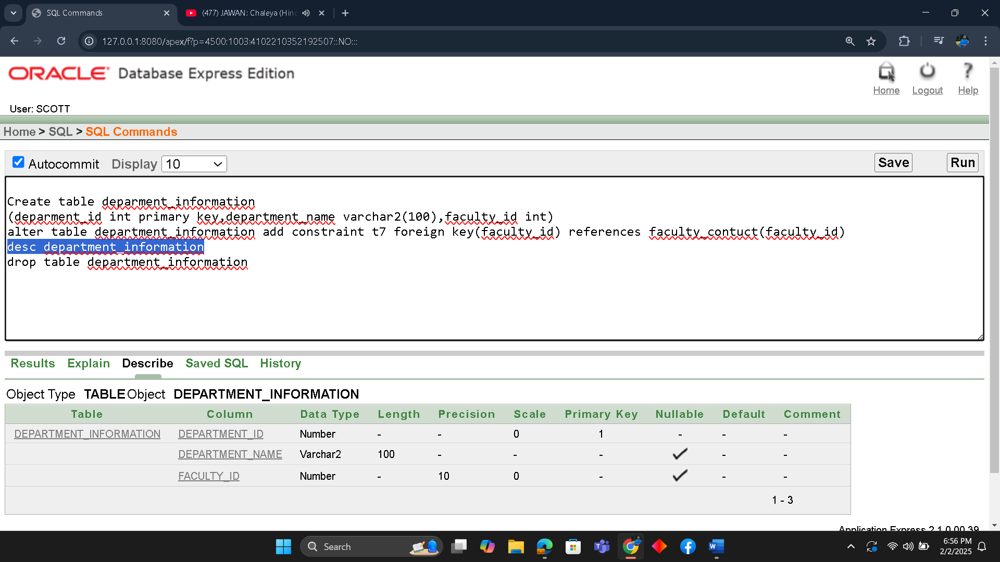 SQL Commands
(477) JAWAN: Chaleya (Hin
127.0.0.1:8080/apex/f?p=4500:1003:4102210352192507::NO:::
ORACLE Database Express Edition
Home Logout Help
User: SCOTT
Home > SQL > SQL Commands
Autocommit Display 10 Save Run
Create table deparment_information
(deparment_id int primary key,department_name varchar2(100),faculty_id int)
alter table department_information add constraint t7 foreign key(faculty_id) references faculty_contuct(faculty_id)
desc department_information
drop table department_information
Results Explain Describe Saved SQL History
Object Type TABLE Object DEPARTMENT_INFORMATION
Table Column Data Type Length Precision Scale Primary Key Nullable Default Comment
DEPARTMENT_INFORMATION DEPARTMENT_ID Number - - 0 1 - - -
DEPARTMENT_NAME Varchar2 100 - - - ✓ - -
FACULTY_ID Number - 10 0 - ✓ - -
1 - 3
Application Express 2.1.0.00.39
Search
6:56 PM
2/2/2025